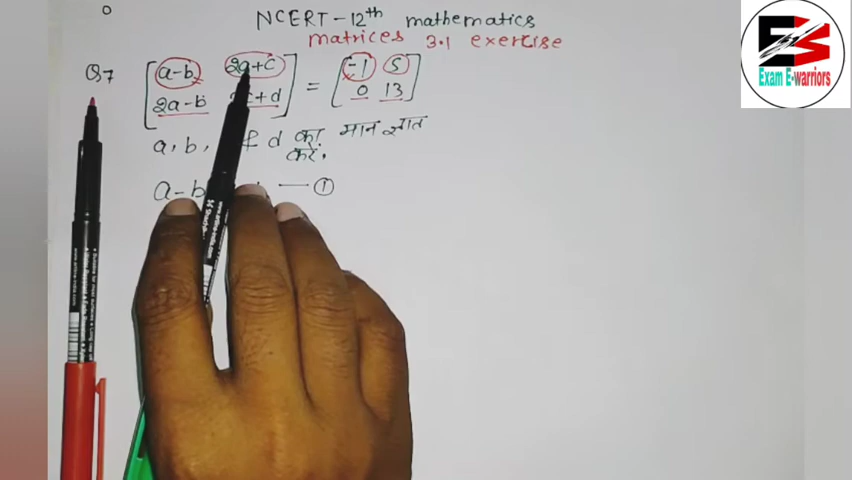 NCERT - 12th mathematics
matrices 3.1 exercise
Q7 [a-b 2a+c] = [-1 5]
[2a-b c+d] [0 13]
a, b, & d का मान ज्ञात
करें,
a-b — ①
Exam E-warriors